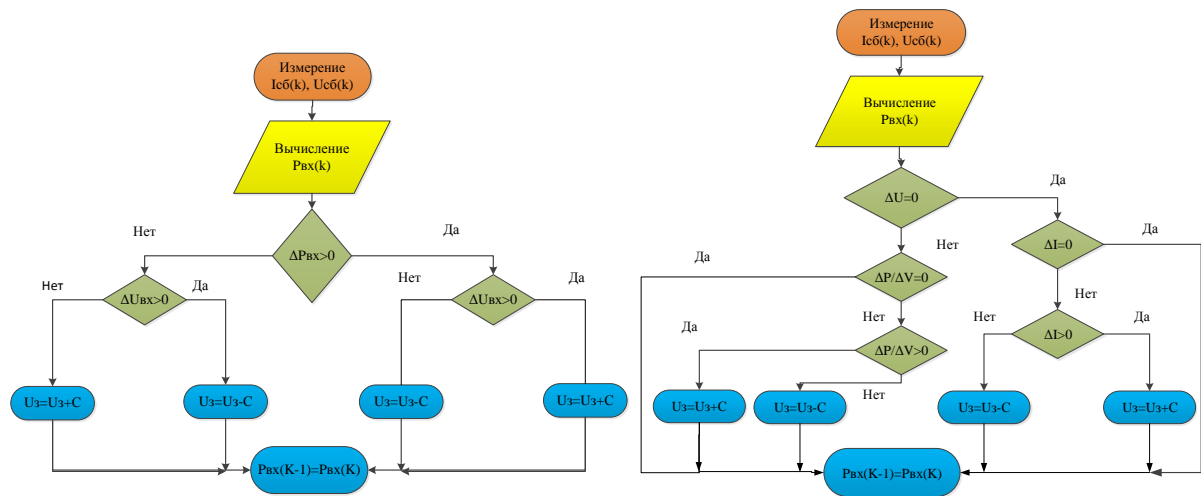 Измерение
Iсб(k), Uсб(k)
Вычисление
Pвх(k)
Нет
Да
ΔPвх>0
Нет
ΔUвх>0
Да
Нет
ΔUвх>0
Да
Uз=Uз+C
Uз=Uз-C
Uз=Uз-C
Uз=Uз+C
Pвх(K-1)=Pвх(K)
Измерение
Iсб(k), Uсб(k)
Вычисление
Pвх(k)
ΔU=0
Да
ΔI=0
Да
Нет
Да
ΔP/ΔV=0
Нет
Нет
Нет
ΔI>0
Да
Да
ΔP/ΔV>0
Нет
Uз=Uз+C
Uз=Uз-C
Uз=Uз-C
Uз=Uз+C
Pвх(K-1)=Pвх(K)